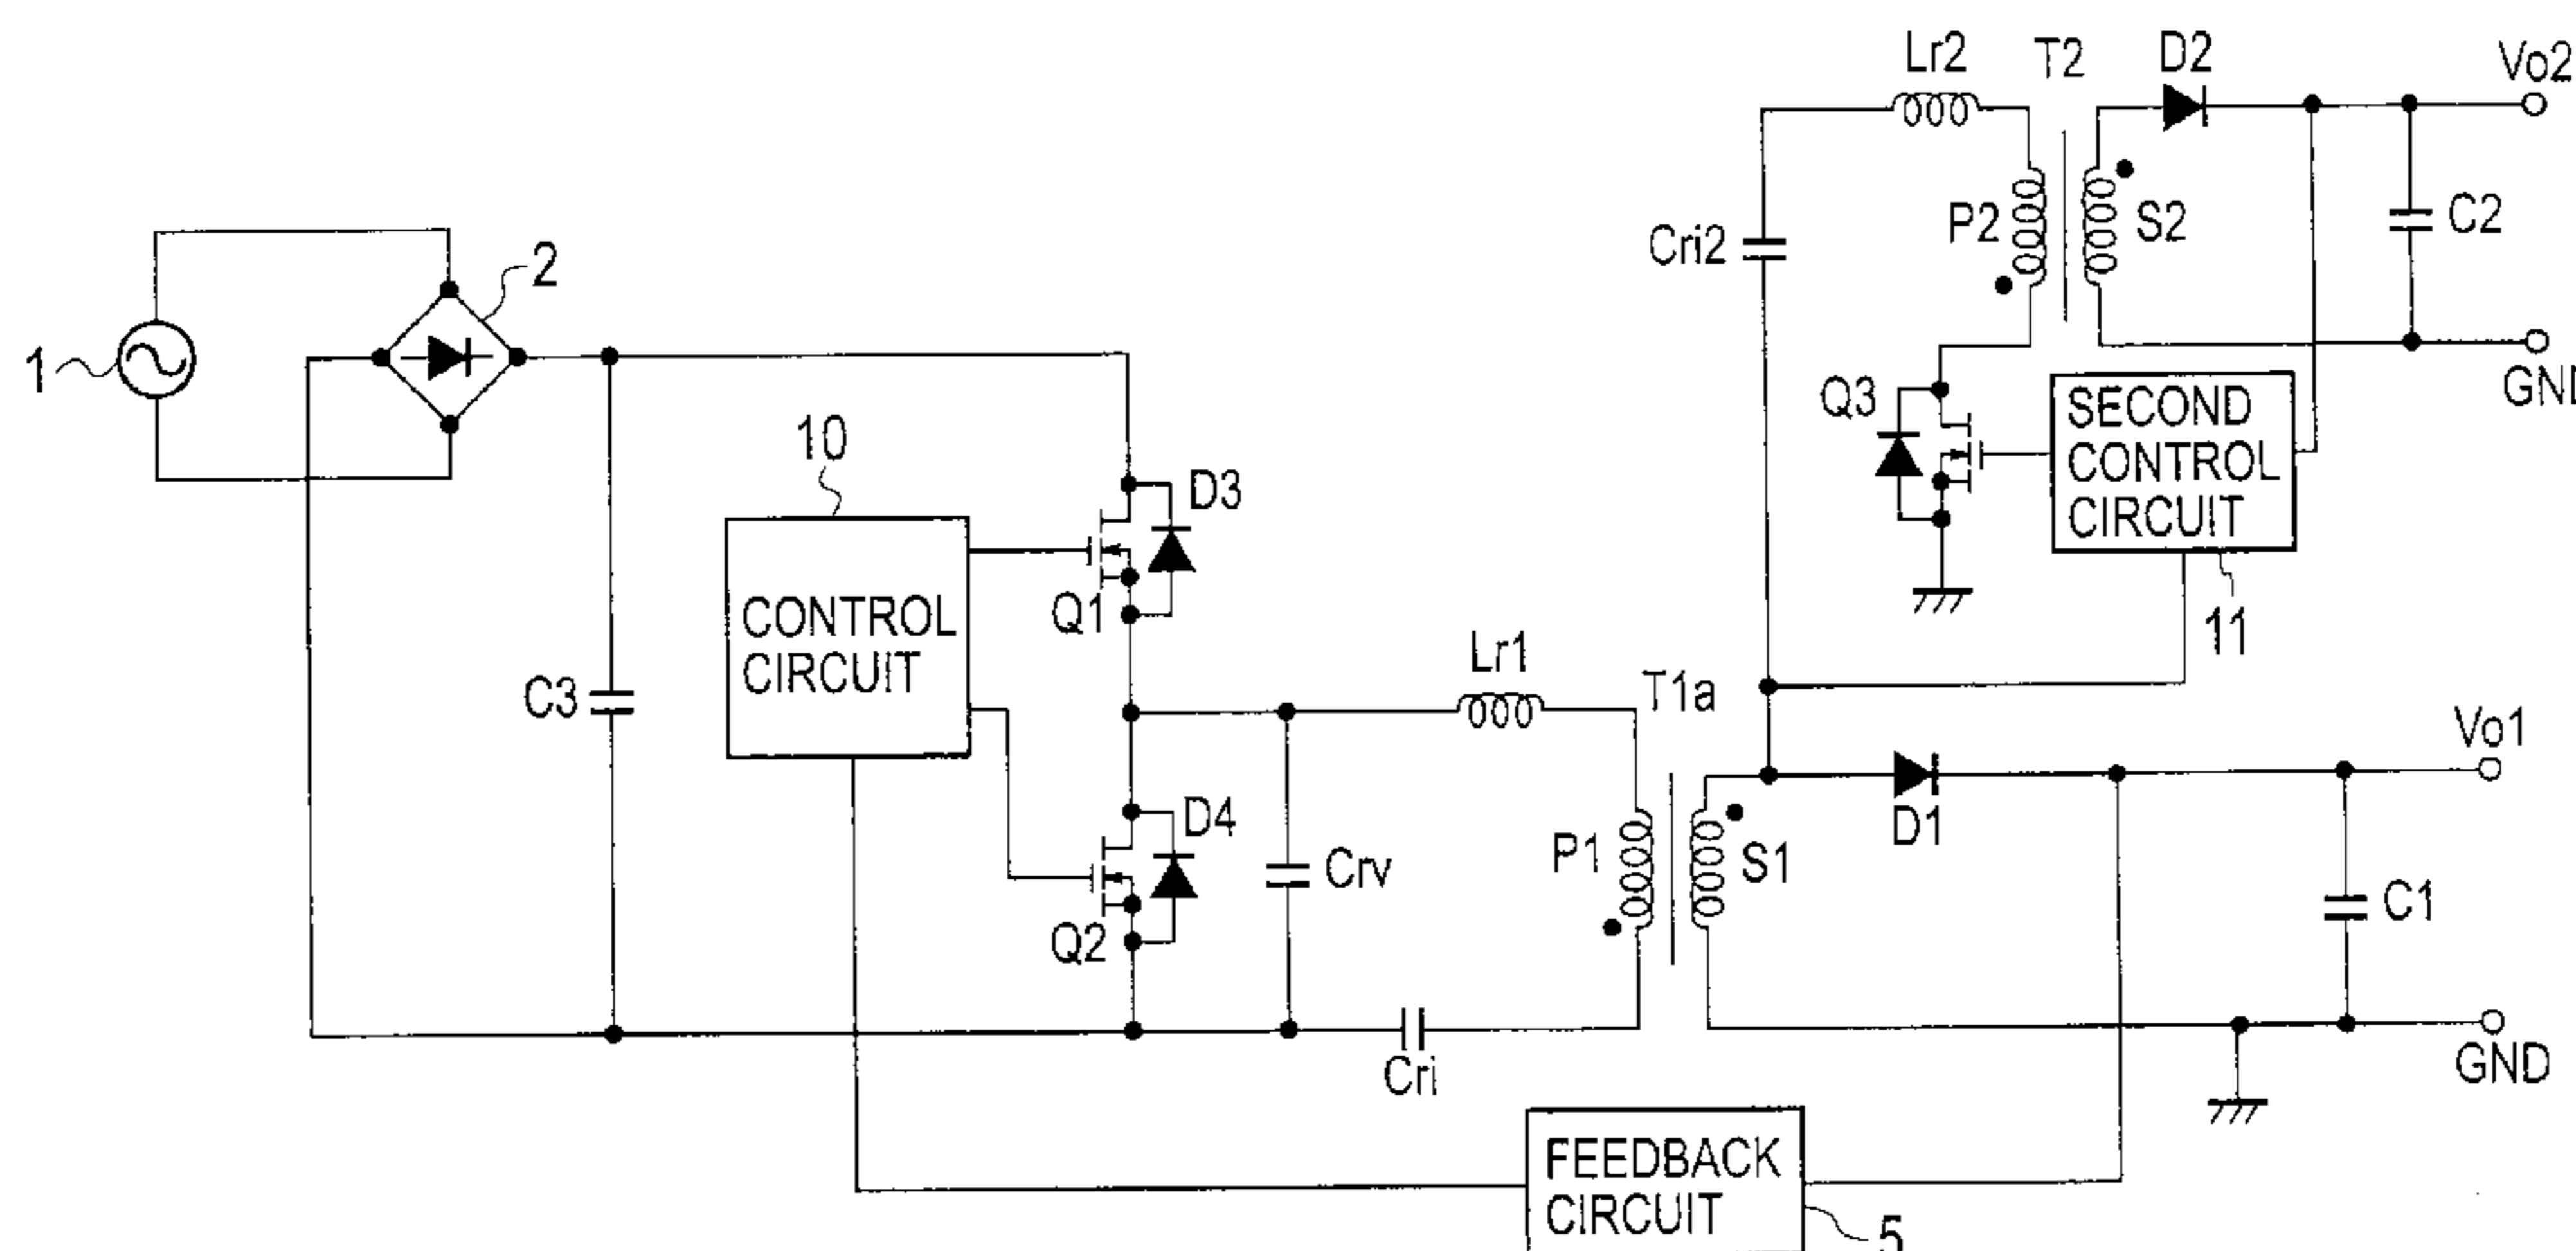 Lr2
T2
D2
Vo2
2
P2
S2
C2
Cri2
1
GND
Q3
SECOND
CONTROL
CIRCUIT
10
D3
CONTROL
CIRCUIT
Q1
11
Lr1
T1a
C3
Vo1
D4
D1
Crv
P1
S1
C1
Q2
Cri
GND
FEEDBACK
CIRCUIT
5